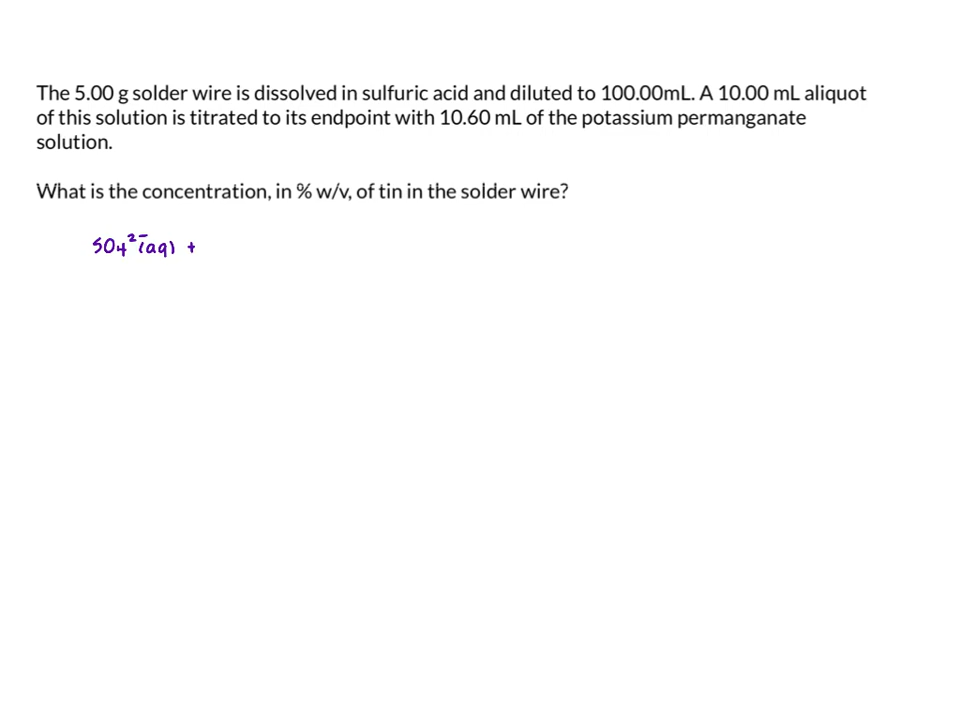 The 5.00 g solder wire is dissolved in sulfuric acid and diluted to 100.00mL. A 10.00 mL aliquot
of this solution is titrated to its endpoint with 10.60 mL of the potassium permanganate
solution.
What is the concentration, in % w/v, of tin in the solder wire?
SO₄²⁻(aq) +